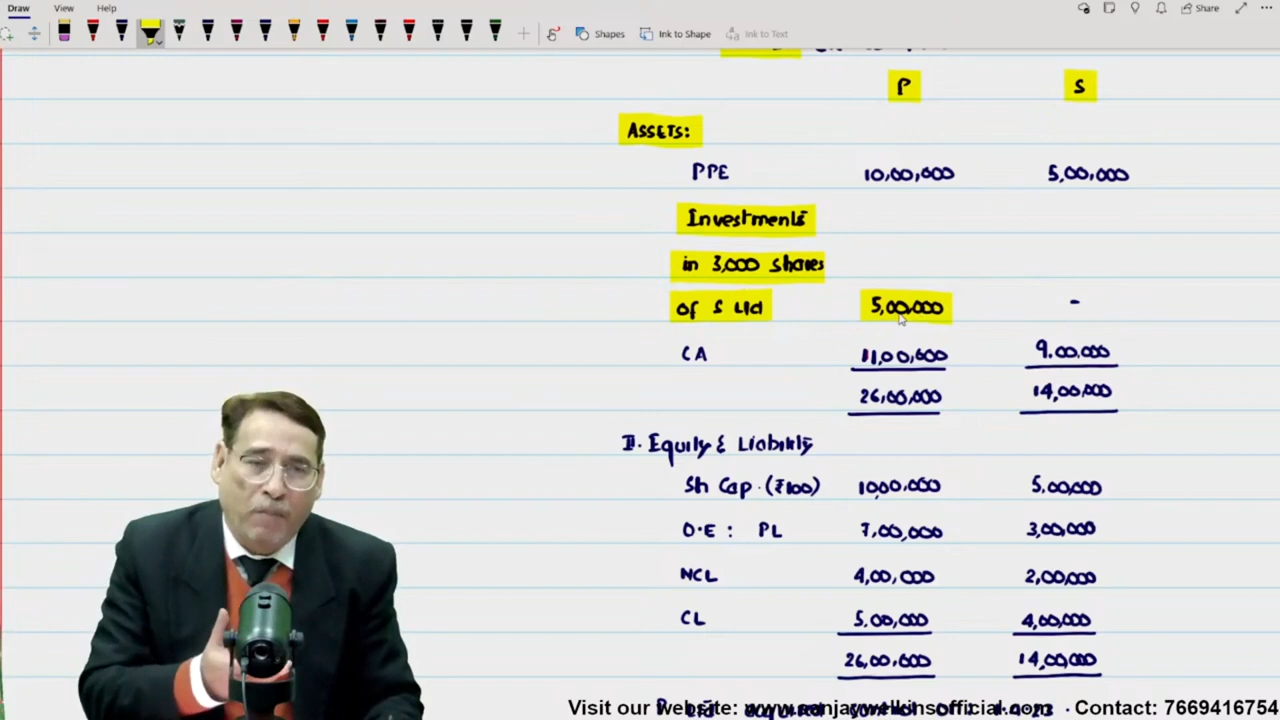 Draw View Help
Share
Shapes Ink to Shape Ink to Text
P S
ASSETS:
PPE 10,00,000 5,00,000
Investments
in 3,000 shares
of S Ltd 5,00,000 -
CA 11,00,000 9,00,000
26,00,000 14,00,000
II. Equity & Liability
Sh Cap. (₹100) 10,00,000 5,00,000
O.E : PL 7,00,000 3,00,000
NCL 4,00,000 2,00,000
CL 5,00,000 4,00,000
26,00,000 14,00,000
Visit our website: www.sanjaywelkinsofficial.com Contact: 7669416754